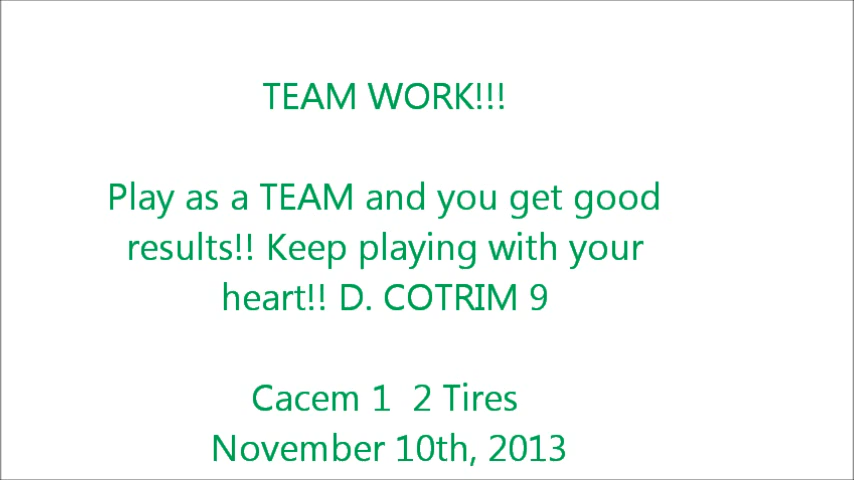 TEAM WORK!!!
Play as a TEAM and you get good
results!! Keep playing with your
heart!! D. COTRIM 9
Cacem 1  2 Tires
November 10th, 2013